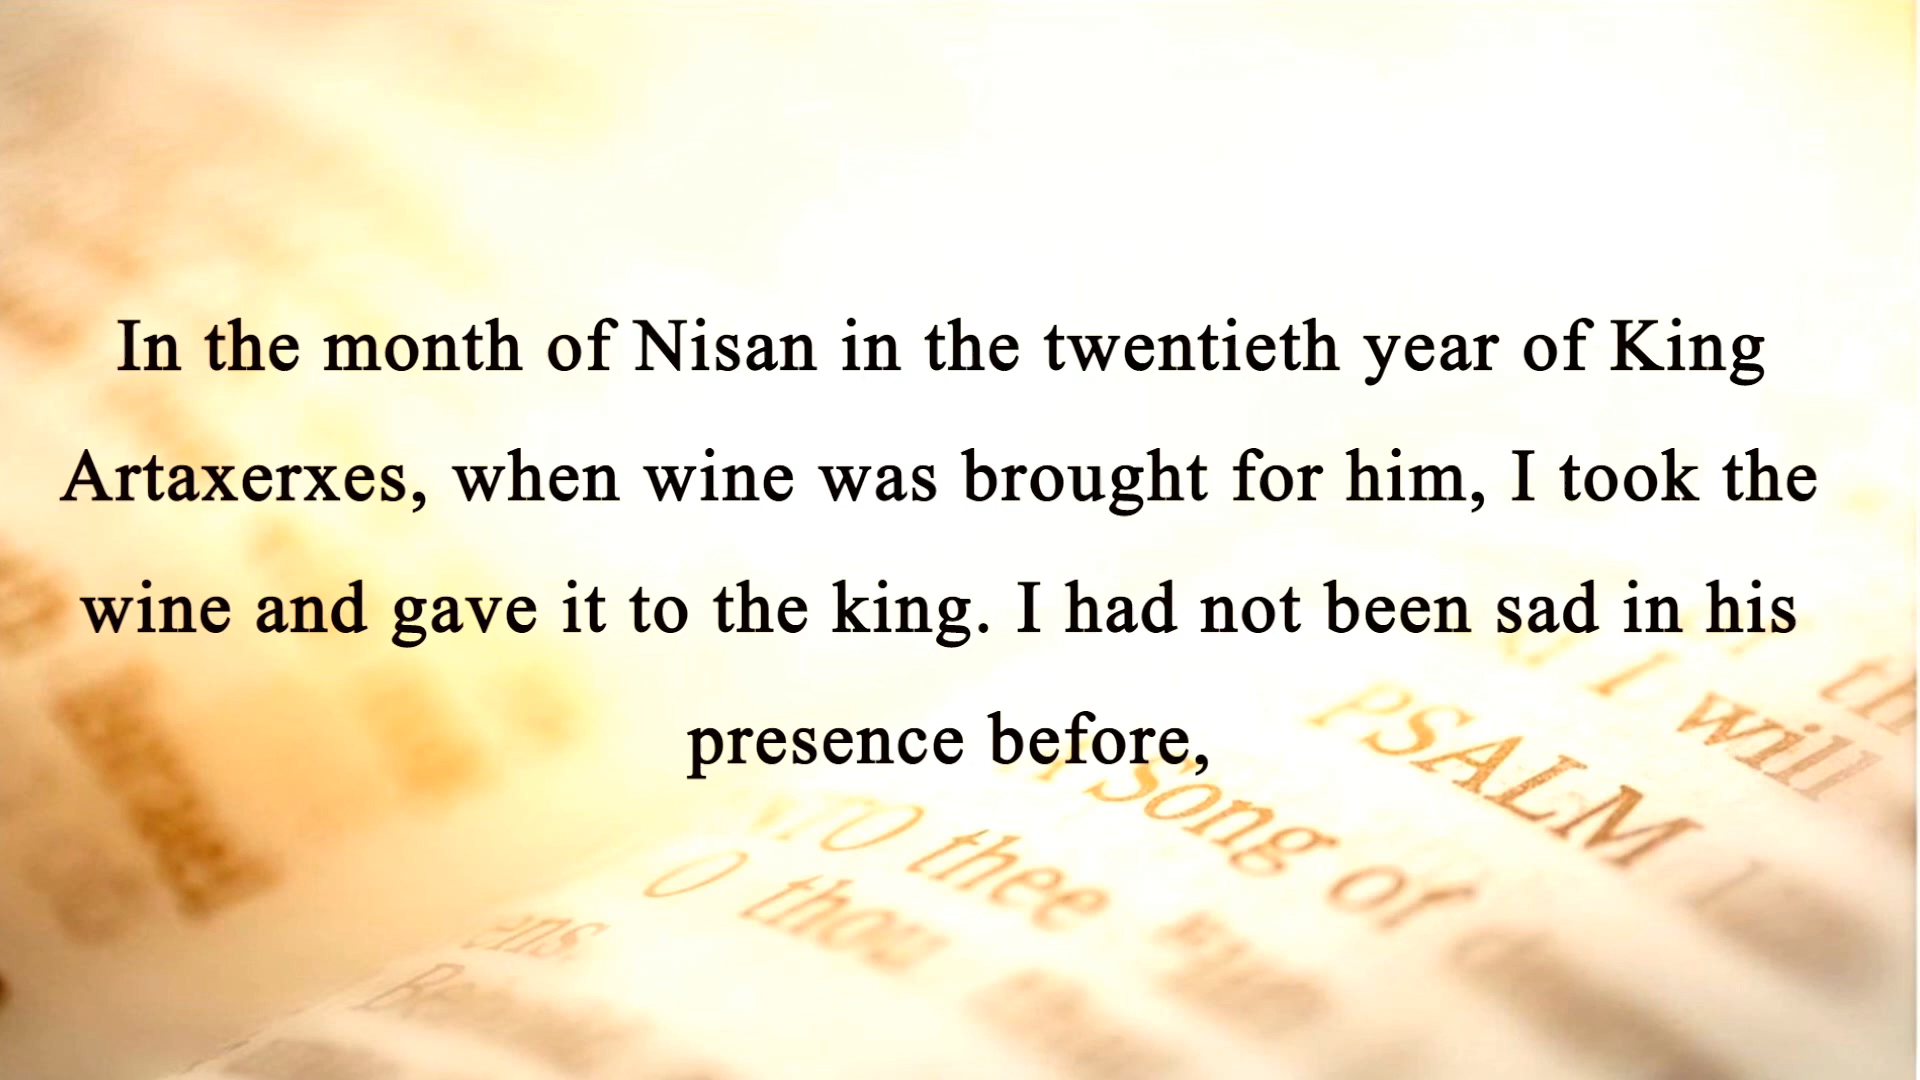 In the month of Nisan in the twentieth year of King
Artaxerxes, when wine was brought for him, I took the
wine and gave it to the king. I had not been sad in his
presence before,
th
I will
PSALM
Song of
TO thee
O thou
ens.